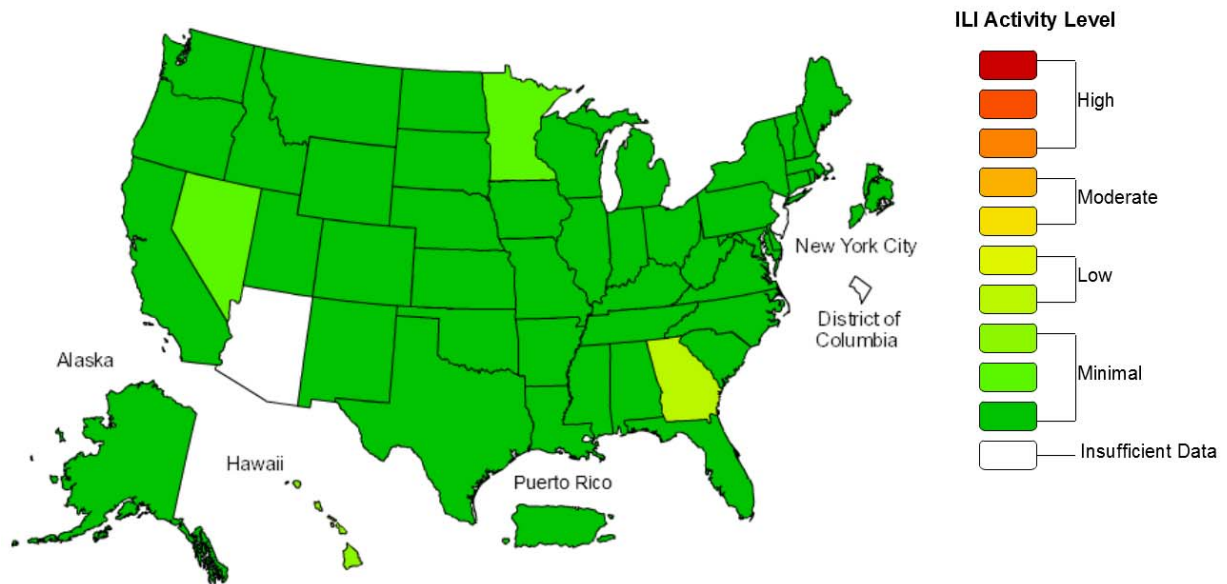 ILI Activity Level
High
Moderate
New York City
Low
District of
Columbia
Alaska
Minimal
Hawaii
Insufficient Data
Puerto Rico